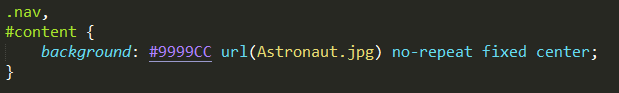 .nav,
#content {
    background: #9999CC url(Astronaut.jpg) no-repeat fixed center;
}